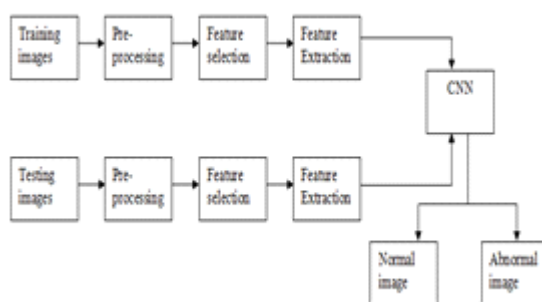 Training
images
Pre-
processing
Feature
selection
Feature
Extraction
CNN
Testing
images
Pre-
processing
Feature
selection
Feature
Extraction
Normal
image
Abnormal
image